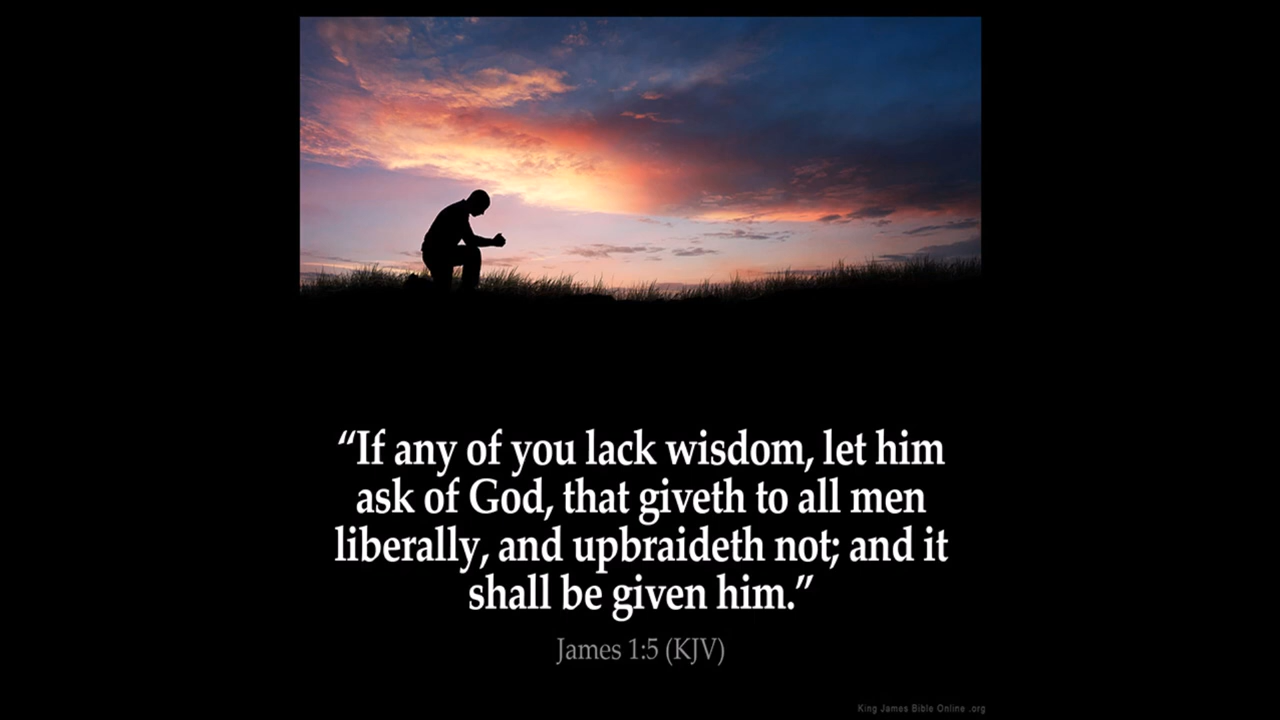 “If any of you lack wisdom, let him
ask of God, that giveth to all men
liberally, and upbraideth not; and it
shall be given him.”
James 1:5 (KJV)
King James Bible Online .org